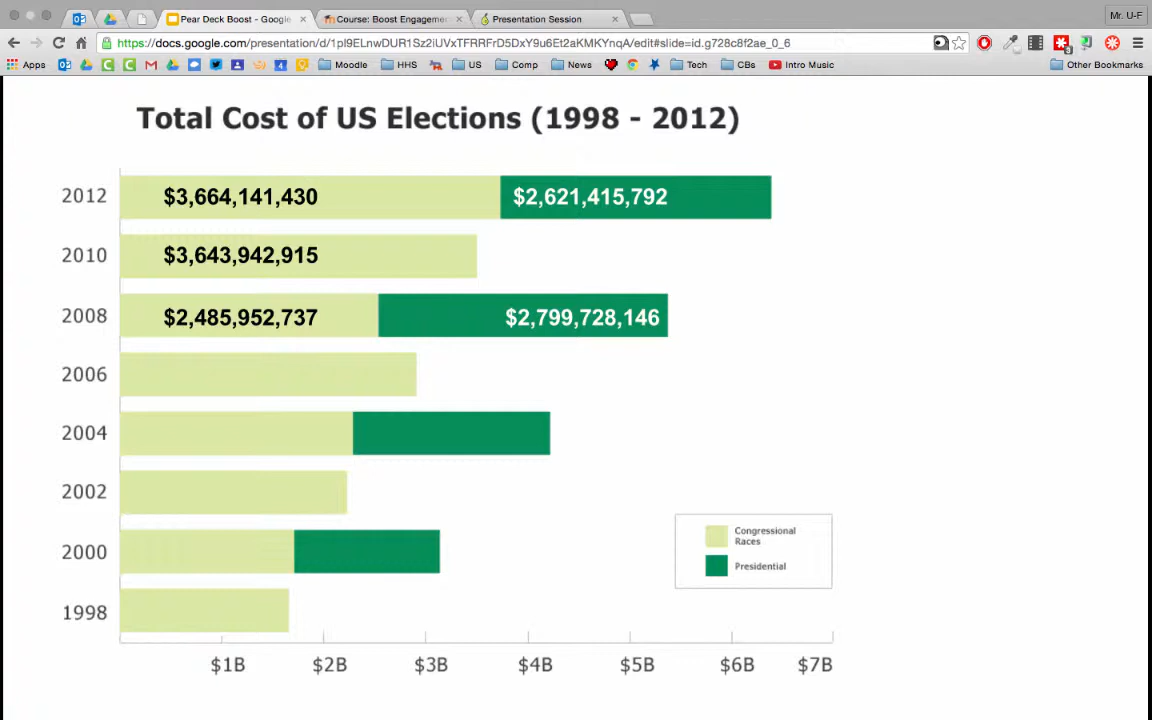 Mr. U-F
Pear Deck Boost - Google
Course: Boost Engagemen
Presentation Session
https://docs.google.com/presentation/d/1pI9ELnwDUR1Sz2iUVxTFRRFrD5DxY9u6Et2aKMKYnqA/edit#slide=id.g728c8f2ae_0_6
Apps Moodle HHS US Comp News Tech CBs Intro Music Other Bookmarks
Total Cost of US Elections (1998 - 2012)
2012 $3,664,141,430 $2,621,415,792
2010 $3,643,942,915
2008 $2,485,952,737 $2,799,728,146
2006
2004
2002
Congressional
Races
2000
Presidential
1998
$1B $2B $3B $4B $5B $6B $7B